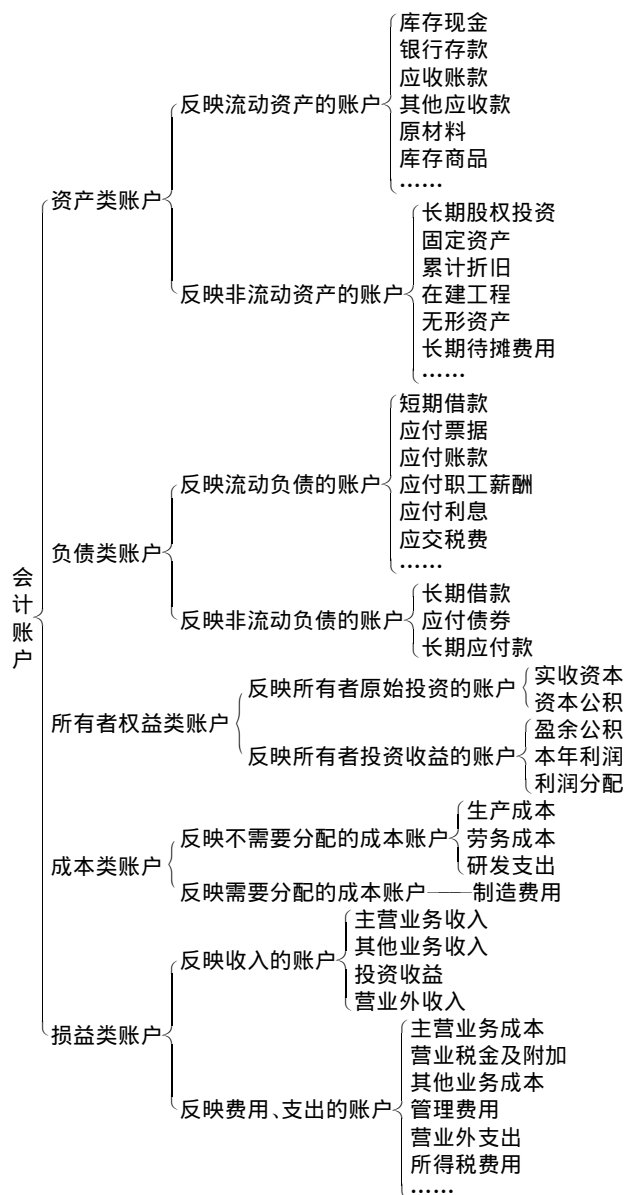 会计账户
资产类账户
反映流动资产的账户
库存现金
银行存款
应收账款
其他应收款
原材料
库存商品
……
反映非流动资产的账户
长期股权投资
固定资产
累计折旧
在建工程
无形资产
长期待摊费用
……
负债类账户
反映流动负债的账户
短期借款
应付票据
应付账款
应付职工薪酬
应付利息
应交税费
……
反映非流动负债的账户
长期借款
应付债券
长期应付款
所有者权益类账户
反映所有者原始投资的账户
实收资本
资本公积
反映所有者投资收益的账户
盈余公积
本年利润
利润分配
成本类账户
反映不需要分配的成本账户
生产成本
劳务成本
研发支出
反映需要分配的成本账户——制造费用
损益类账户
反映收入的账户
主营业务收入
其他业务收入
投资收益
营业外收入
反映费用、支出的账户
主营业务成本
营业税金及附加
其他业务成本
管理费用
营业外支出
所得税费用
……